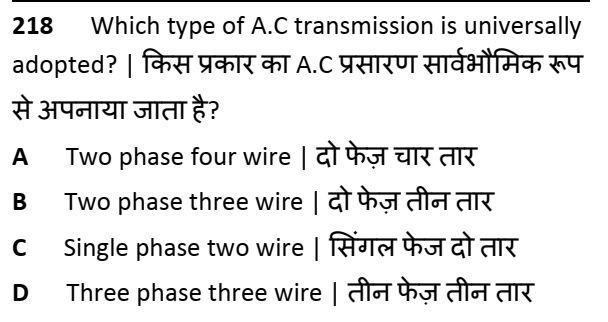 218 Which type of A.C transmission is universally
adopted? | किस प्रकार का A.C प्रसारण सार्वभौमिक रूप
से अपनाया जाता है?
A Two phase four wire | दो फेज़ चार तार
B Two phase three wire | दो फेज़ तीन तार
C Single phase two wire | सिंगल फेज दो तार
D Three phase three wire | तीन फेज़ तीन तार